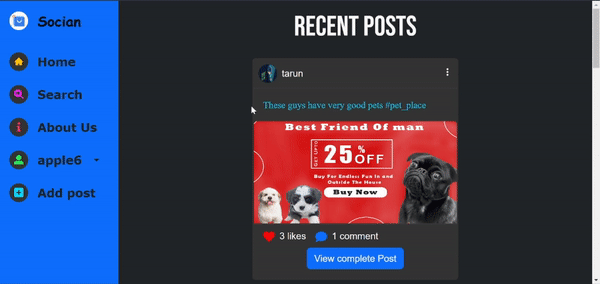 Socian
Home
Search
About Us
apple6
Add post
RECENT POSTS
tarun
These guys have very good pets #pet_place
Best Friend Of man
GET UPTO
25% OFF
Buy For Endless Fun In and
Outside The House
Buy Now
3 likes
1 comment
View complete Post